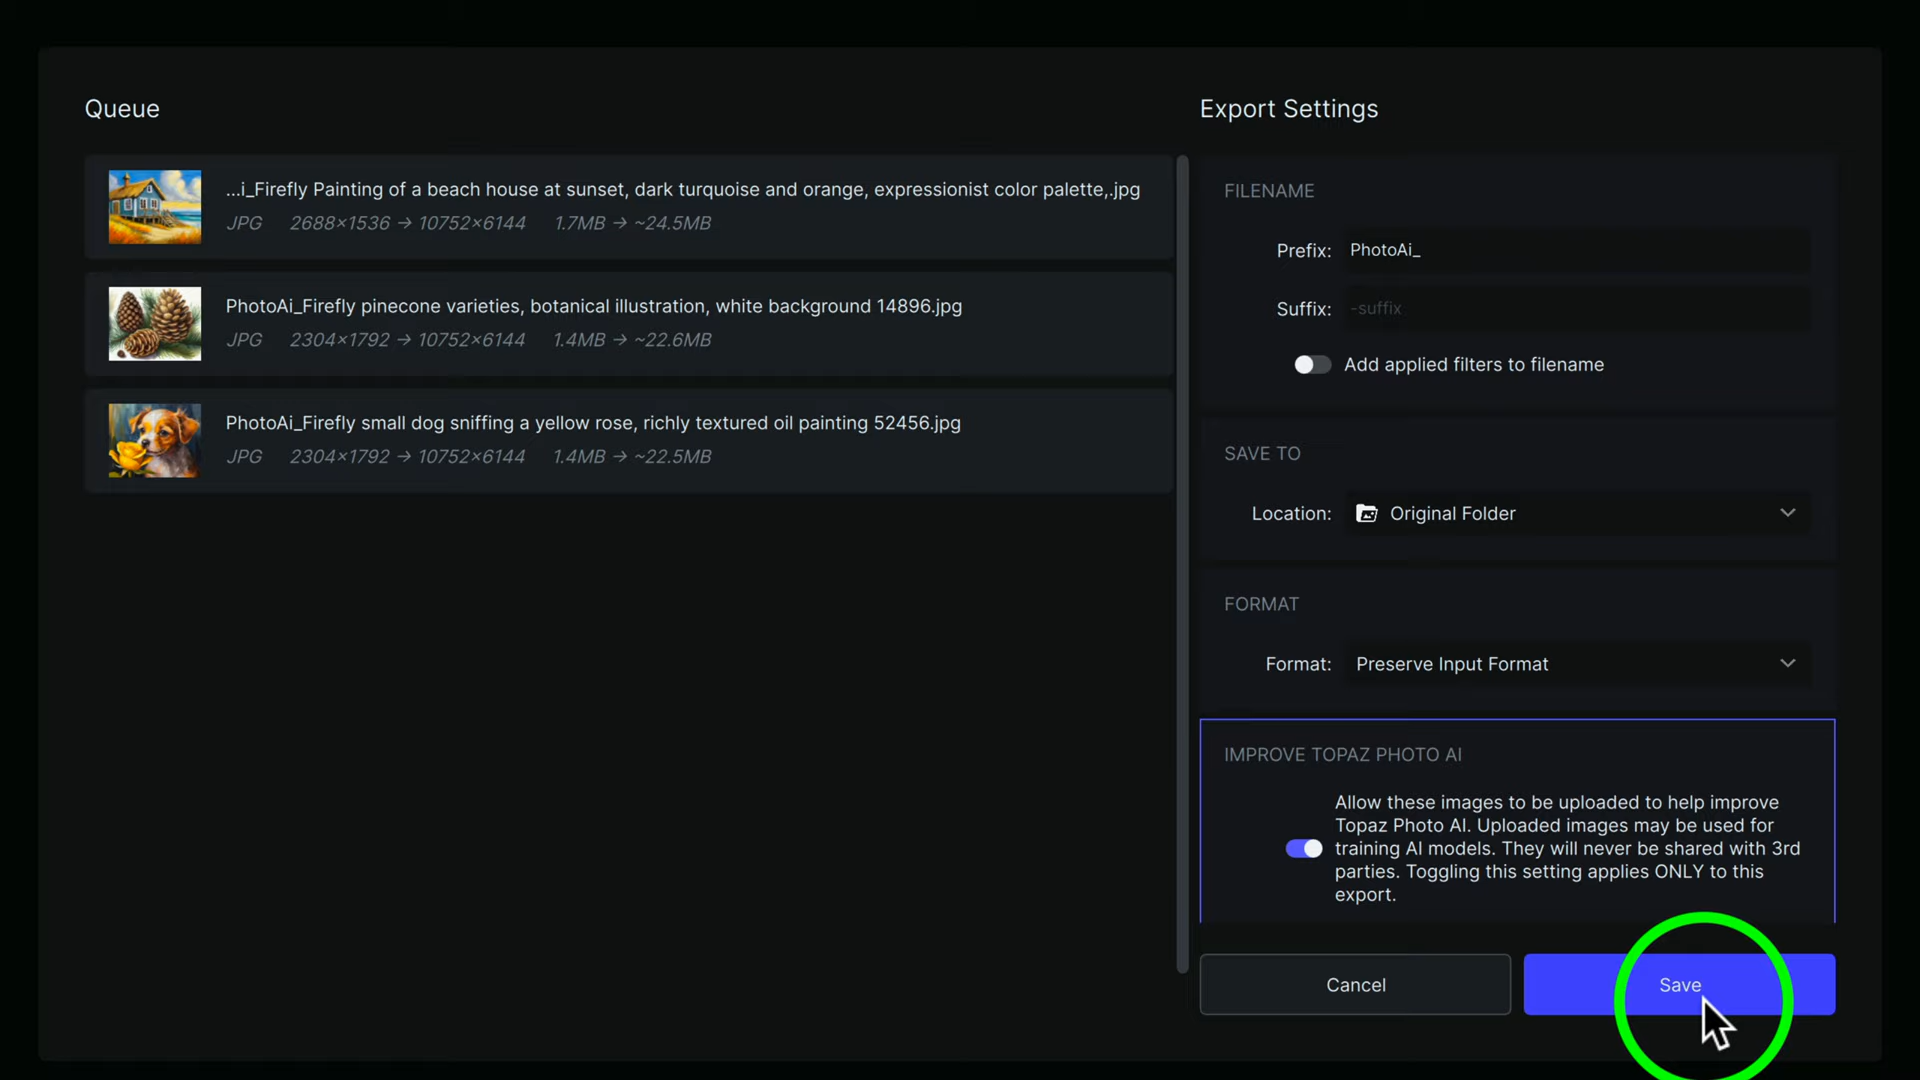 Queue
...i_Firefly Painting of a beach house at sunset, dark turquoise and orange, expressionist color palette,.jpg
JPG 2688×1536 → 10752×6144 1.7MB → ~24.5MB
PhotoAi_Firefly pinecone varieties, botanical illustration, white background 14896.jpg
JPG 2304×1792 → 10752×6144 1.4MB → ~22.6MB
PhotoAi_Firefly small dog sniffing a yellow rose, richly textured oil painting 52456.jpg
JPG 2304×1792 → 10752×6144 1.4MB → ~22.5MB
Export Settings
FILENAME
Prefix: PhotoAi_
Suffix: -suffix
Add applied filters to filename
SAVE TO
Location: Original Folder
FORMAT
Format: Preserve Input Format
IMPROVE TOPAZ PHOTO AI
Allow these images to be uploaded to help improve
Topaz Photo AI. Uploaded images may be used for
training AI models. They will never be shared with 3rd
parties. Toggling this setting applies ONLY to this
export.
Cancel Save